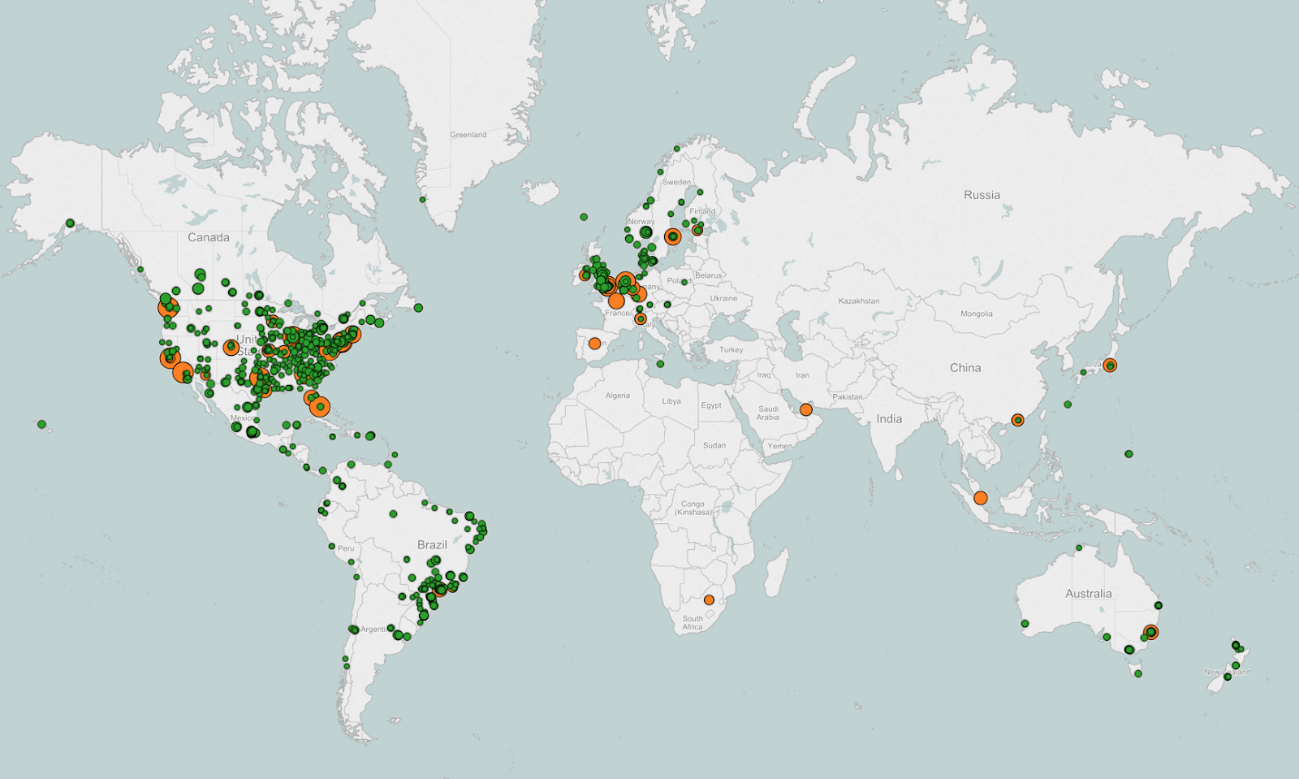 Greenland
Sweden
Russia
Finland
Norway
Canada
Belarus
Ukraine
Kazakhstan
Mongolia
France
Turkey
China
Iraq
Iran
Pakistan
Algeria
Libya
Egypt
Saudi
Arabia
India
Mexico
Sudan
Yemen
Congo
(Kinshasa)
Brazil
Peru
Australia
South
Africa